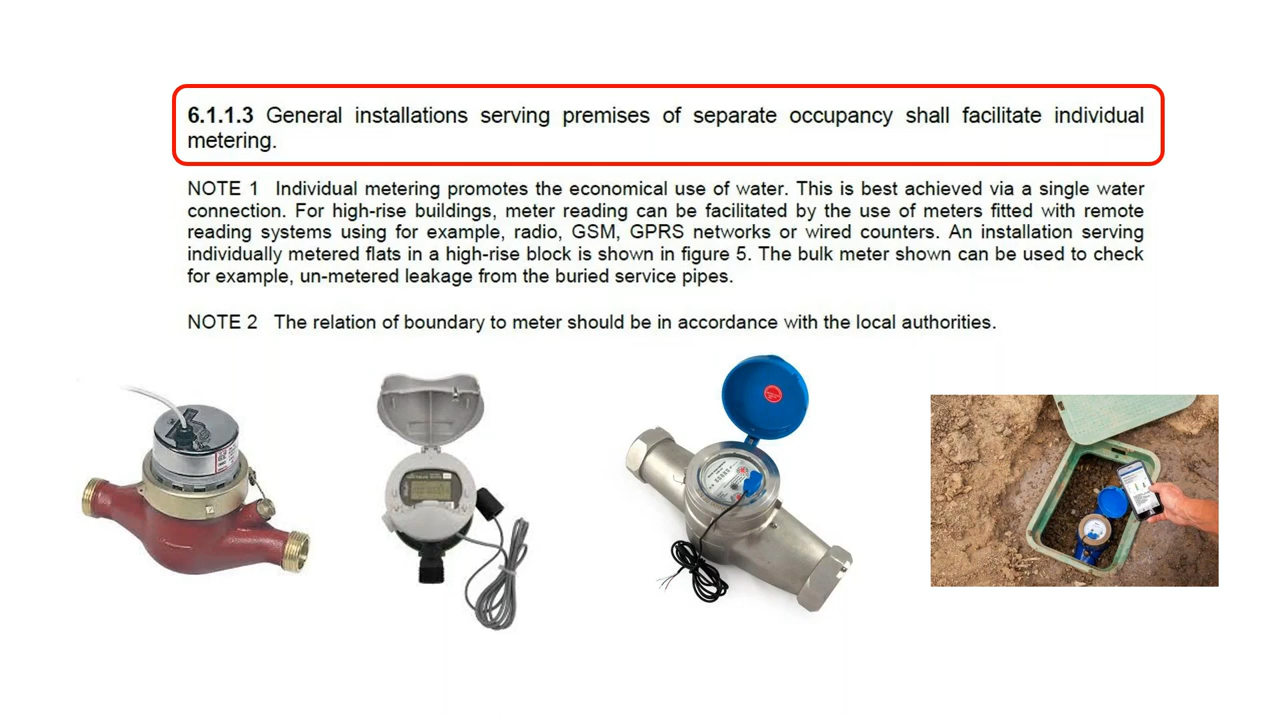 6.1.1.3 General installations serving premises of separate occupancy shall facilitate individual
metering.
NOTE 1 Individual metering promotes the economical use of water. This is best achieved via a single water
connection. For high-rise buildings, meter reading can be facilitated by the use of meters fitted with remote
reading systems using for example, radio, GSM, GPRS networks or wired counters. An installation serving
individually metered flats in a high-rise block is shown in figure 5. The bulk meter shown can be used to check
for example, un-metered leakage from the buried service pipes.
NOTE 2 The relation of boundary to meter should be in accordance with the local authorities.